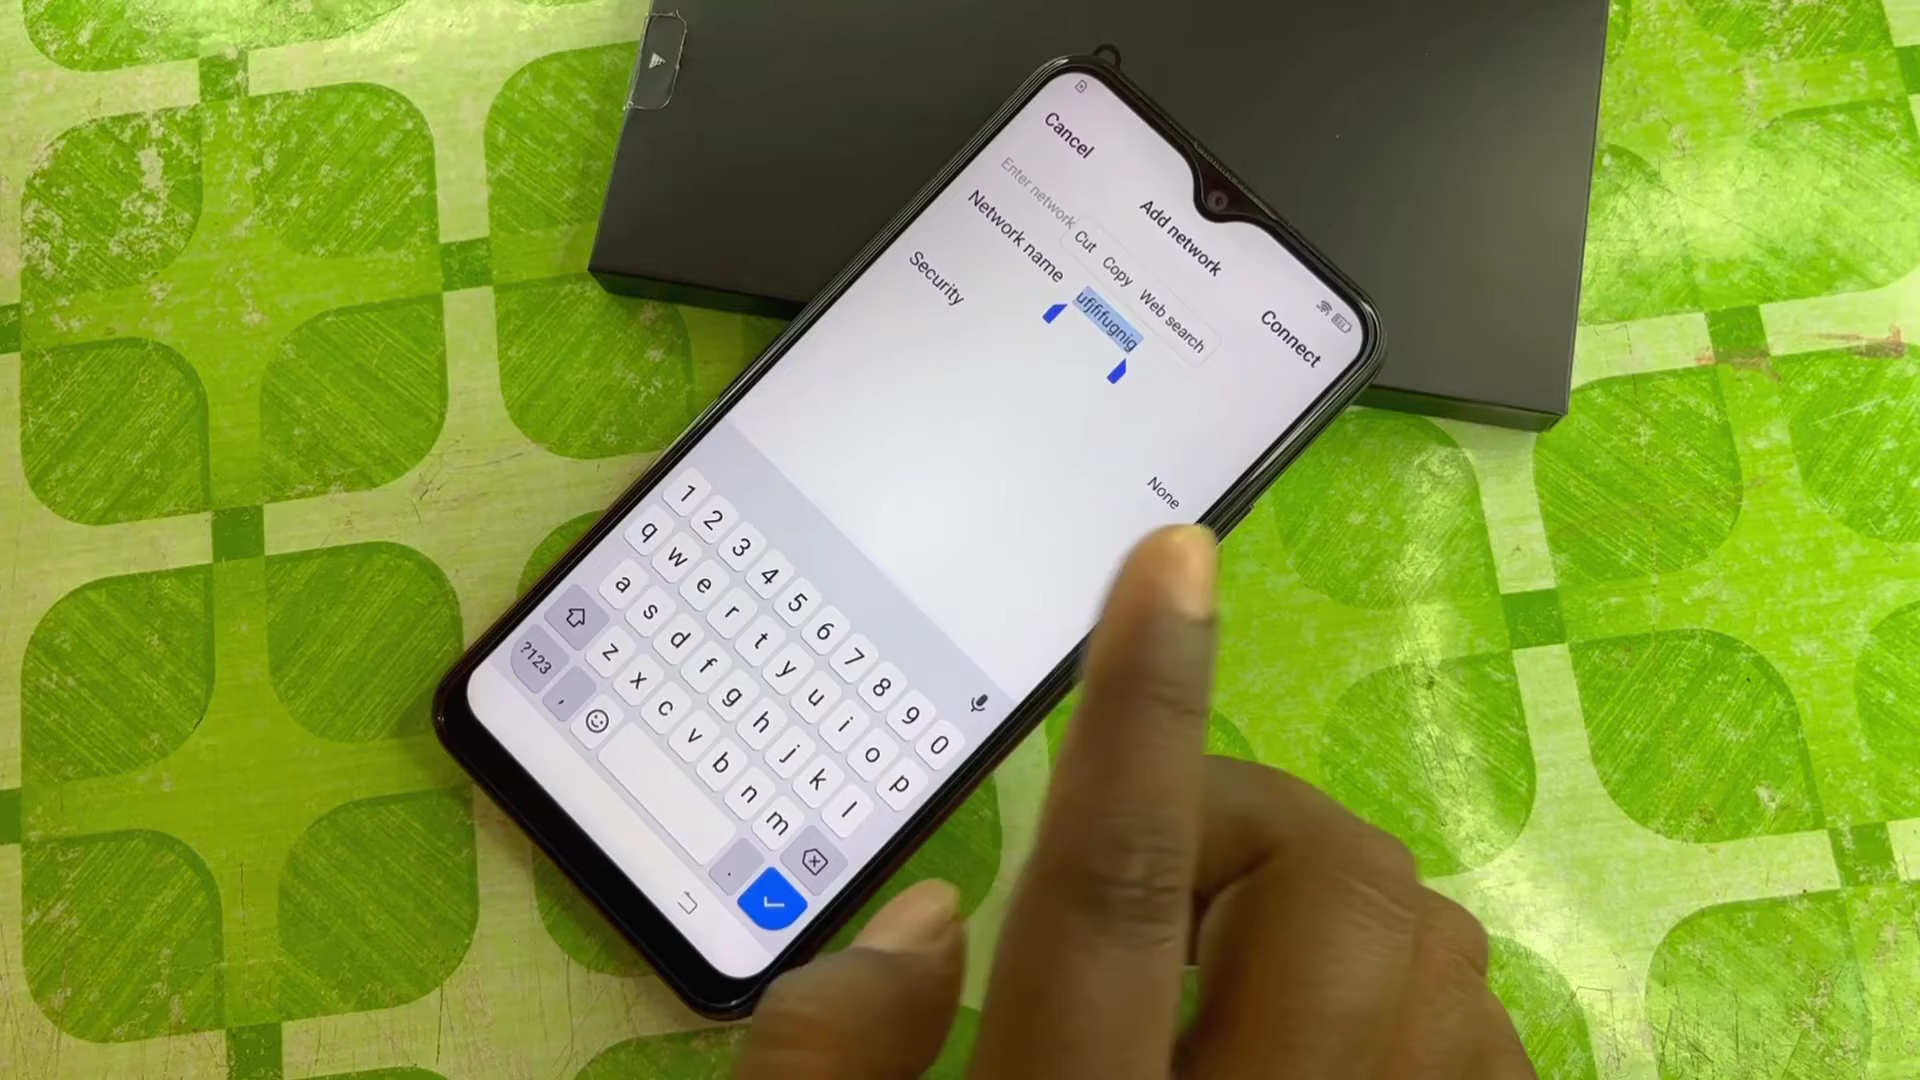 Cancel
Add network
Connect
Enter network
Cut Copy Web search
Network name ufjfifugnig
Security None
1 2 3 4 5 6 7 8 9 0
q w e r t y u i o p
a s d f g h j k l
z x c v b n m
?123 , .